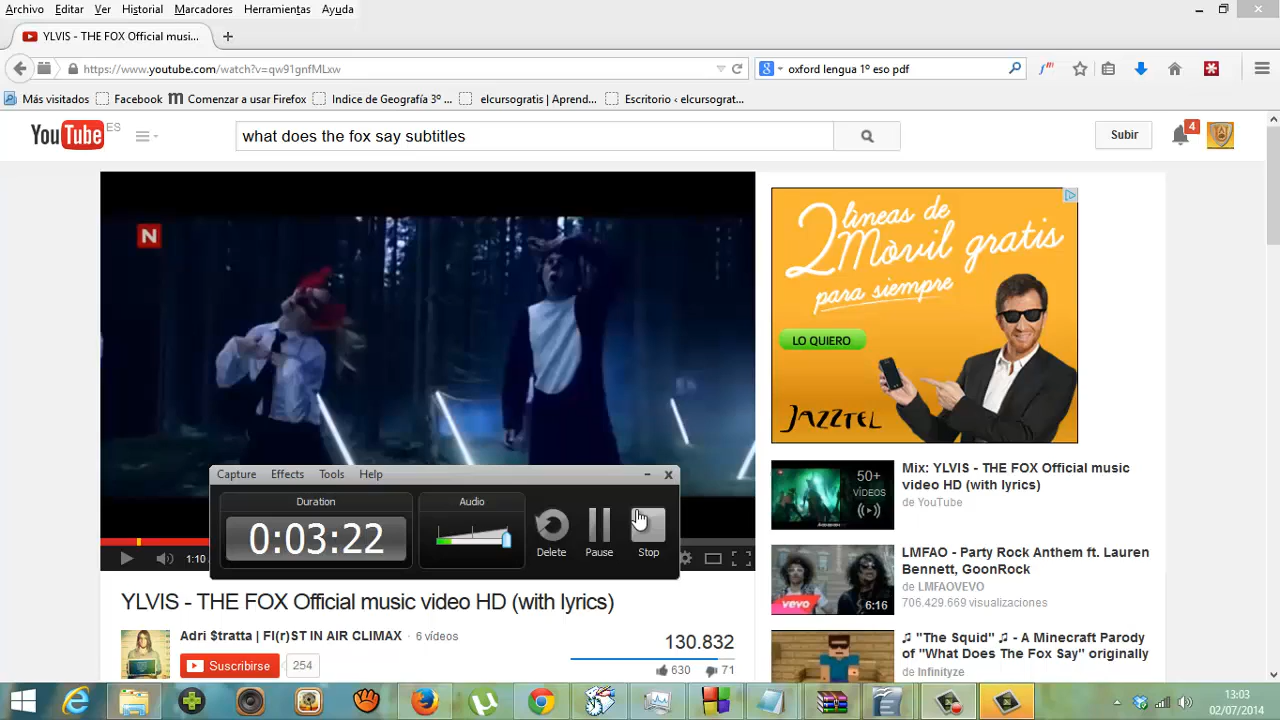 Archivo Editar Ver Historial Marcadores Herramientas Ayuda
YLVIS - THE FOX Official musi...
https://www.youtube.com/watch?v=qw91gnfMLxw
oxford lengua 1º eso pdf
Más visitados Facebook Comenzar a usar Firefox Indice de Geografía 3º ... elcursogratis | Aprend... Escritorio ‹ elcursograt...
YouTube ES
what does the fox say subtitles
Subir
4
N
2 líneas de
Móvil gratis
para siempre
LO QUIERO
JAZZTEL
Capture Effects Tools Help
Duration
0:03:22
Audio
Delete Pause Stop
1:10
YLVIS - THE FOX Official music video HD (with lyrics)
Adri $tratta | FI(r)ST IN AIR CLIMAX · 6 vídeos
Suscribirse 254
130.832
630 71
50+
VÍDEOS
Mix: YLVIS - THE FOX Official music
video HD (with lyrics)
de YouTube
vevo
6:16
LMFAO - Party Rock Anthem ft. Lauren
Bennett, GoonRock
de LMFAOVEVO
706.429.669 visualizaciones
♫ "The Squid" ♫ - A Minecraft Parody
of "What Does The Fox Say" originally
de Infinityze
13:03
02/07/2014